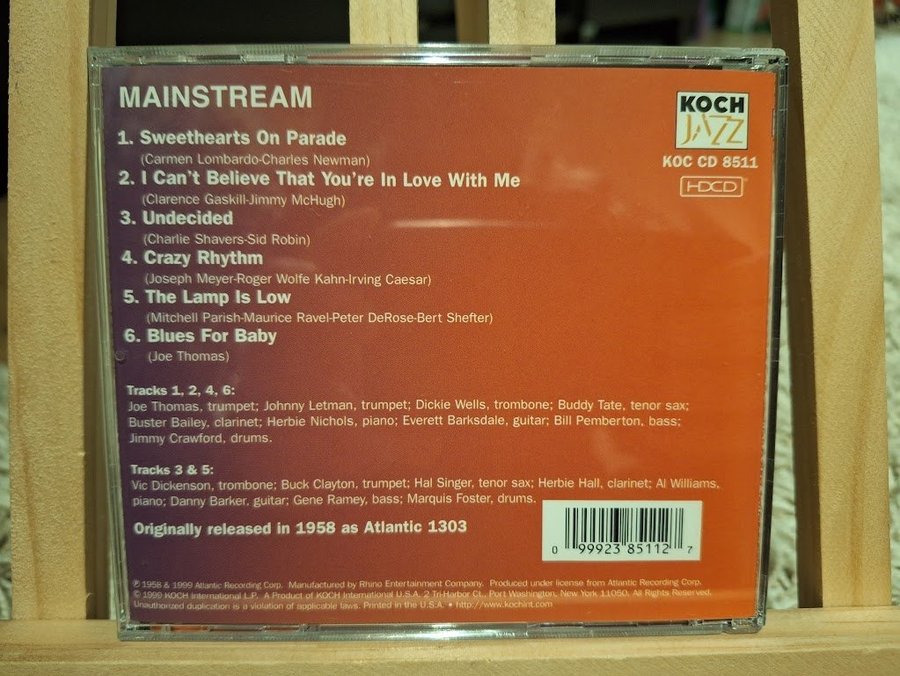 MAINSTREAM
1. Sweethearts On Parade
(Carmen Lombardo-Charles Newman)
2. I Can't Believe That You're In Love With Me
(Clarence Gaskill-Jimmy McHugh)
3. Undecided
(Charlie Shavers-Sid Robin)
4. Crazy Rhythm
(Joseph Meyer-Roger Wolfe Kahn-Irving Caesar)
5. The Lamp Is Low
(Mitchell Parish-Maurice Ravel-Peter DeRose-Bert Shefter)
6. Blues For Baby
(Joe Thomas)
KOCH
JAZZ
KOC CD 8511
HDCD
Tracks 1, 2, 4, 6:
Joe Thomas, trumpet; Johnny Letman, trumpet; Dickie Wells, trombone; Buddy Tate, tenor sax;
Buster Bailey, clarinet; Herbie Nichols, piano; Everett Barksdale, guitar; Bill Pemberton, bass;
Jimmy Crawford, drums.
Tracks 3 & 5:
Vic Dickenson, trombone; Buck Clayton, trumpet; Hal Singer, tenor sax; Herbie Hall, clarinet; Al Williams,
piano; Danny Barker, guitar; Gene Ramey, bass; Marquis Foster, drums.
Originally released in 1958 as Atlantic 1303
0 99923 85112 7
℗ 1958 & 1999 Atlantic Recording Corp. Manufactured by Rhino Entertainment Company. Produced under license from Atlantic Recording Corp.
© 1999 KOCH International L.P. A Product of KOCH International U.S.A. 2 Tri-Harbor Ct., Port Washington, New York 11050. All Rights Reserved.
Unauthorized duplication is a violation of applicable laws. Printed in the U.S.A. • http://www.kochint.com